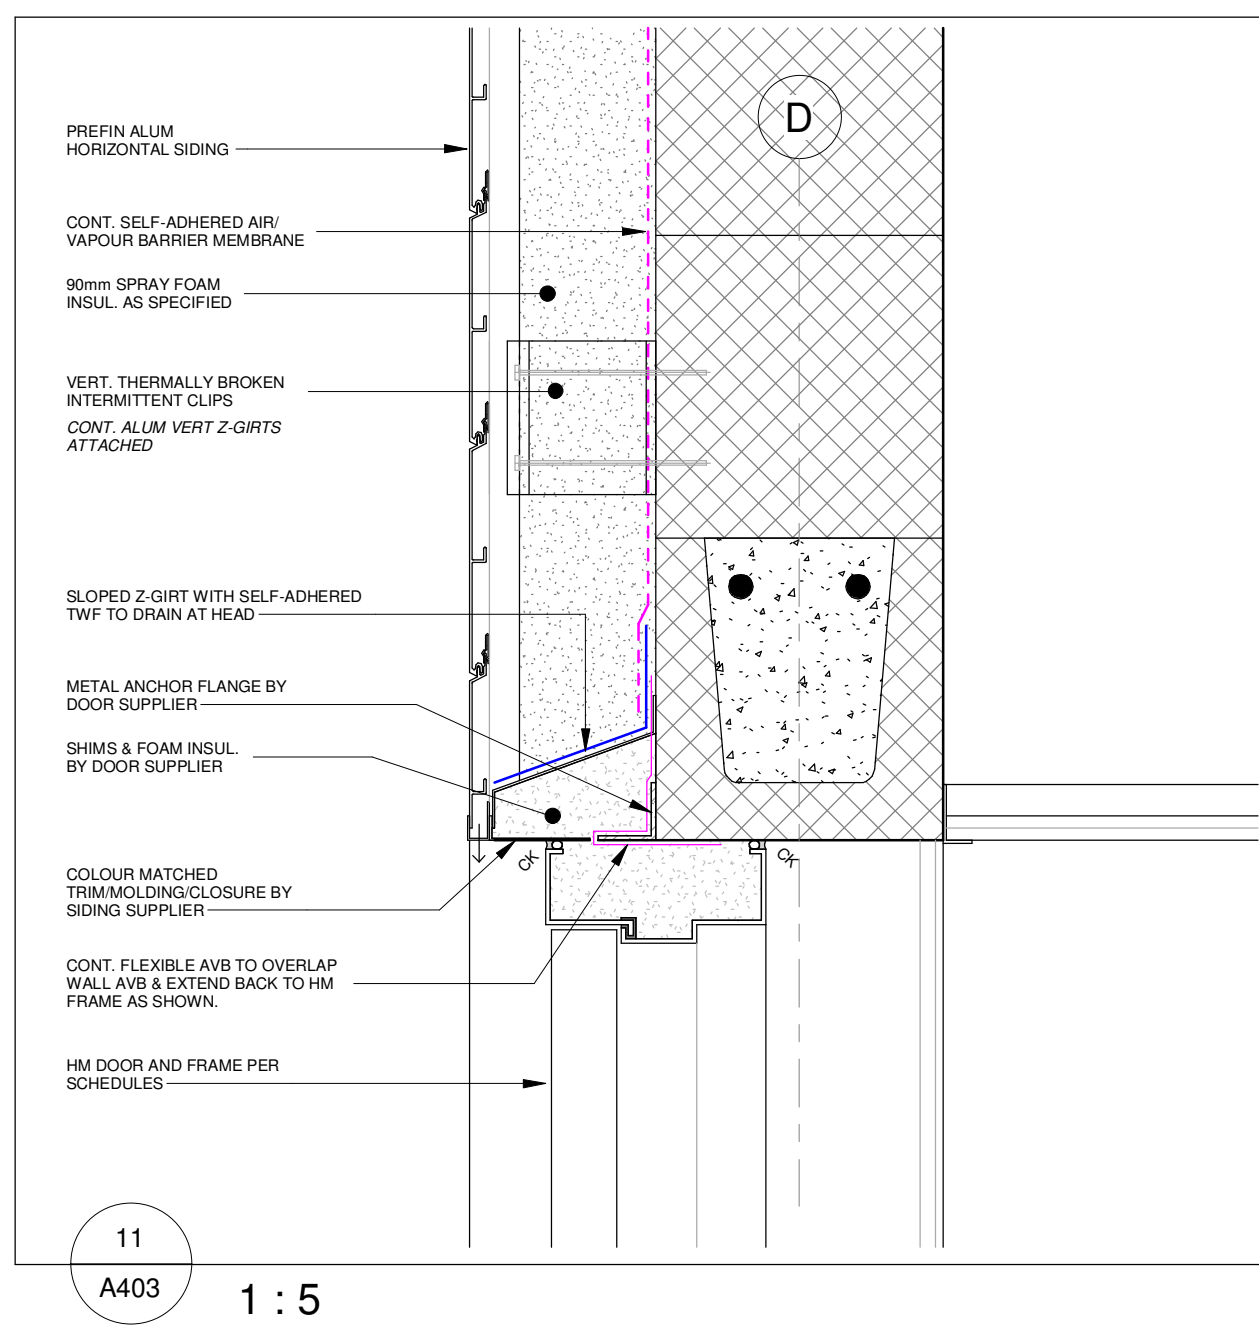 PREFIN ALUM
HORIZONTAL SIDING
CONT. SELF-ADHERED AIR/
VAPOUR BARRIER MEMBRANE
90mm SPRAY FOAM
INSUL. AS SPECIFIED
VERT. THERMALLY BROKEN
INTERMITTENT CLIPS
CONT. ALUM VERT Z-GIRTS
ATTACHED
SLOPED Z-GIRT WITH SELF-ADHERED
TWF TO DRAIN AT HEAD
METAL ANCHOR FLANGE BY
DOOR SUPPLIER
SHIMS & FOAM INSUL.
BY DOOR SUPPLIER
COLOUR MATCHED
TRIM/MOLDING/CLOSURE BY
SIDING SUPPLIER
CONT. FLEXIBLE AVB TO OVERLAP
WALL AVB & EXTEND BACK TO HM
FRAME AS SHOWN.
HM DOOR AND FRAME PER
SCHEDULES
D
CK
CK
11
A403
1 : 5